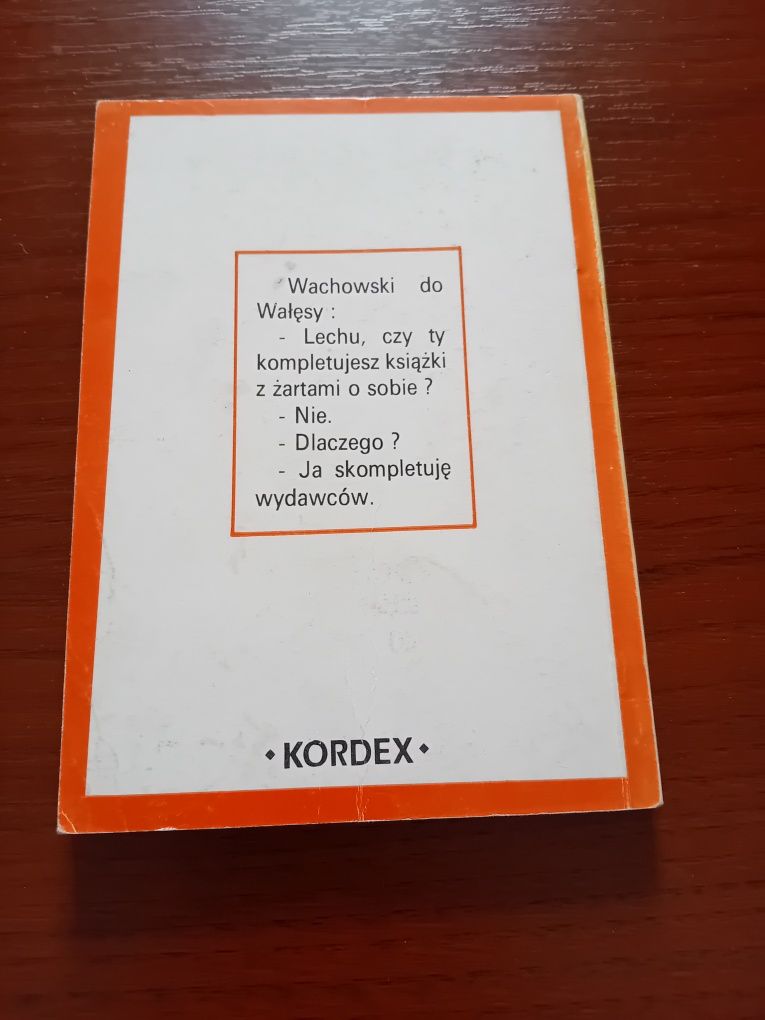 Wachowski do
Wałęsy :
- Lechu, czy ty
kompletujesz książki
z żartami o sobie ?
- Nie.
- Dlaczego ?
- Ja skompletuję
wydawców.
• KORDEX •